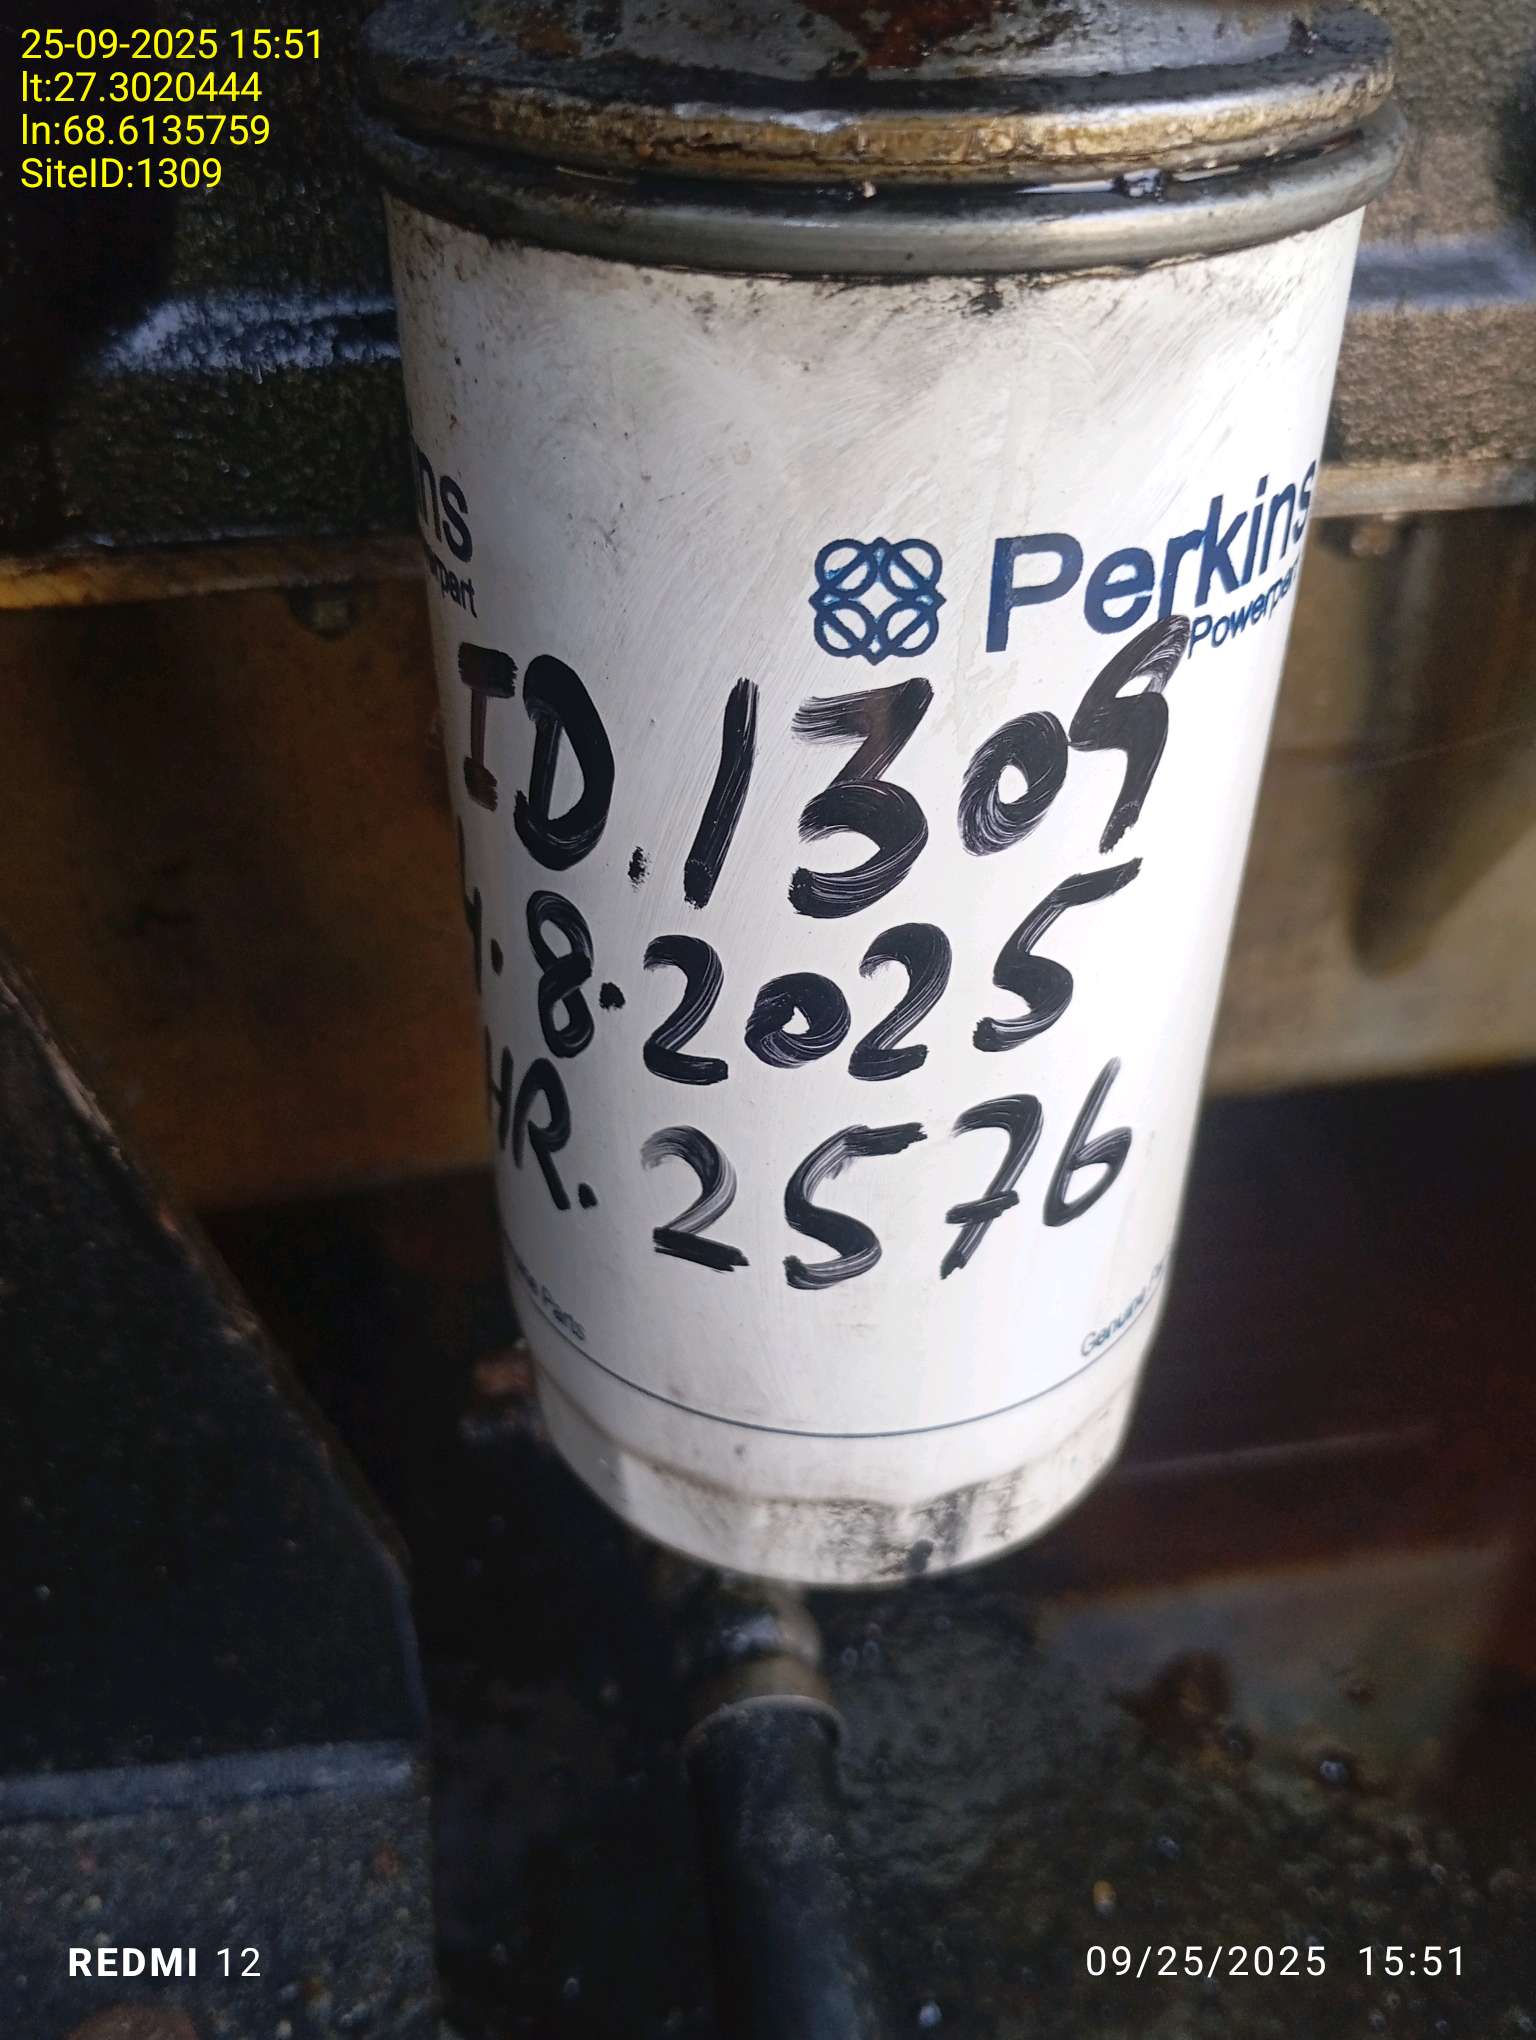 25-09-2025 15:51
lt:27.3020444
ln:68.6135759
SiteID:1309
Perkins
ID.1309
.8.2025
HR. 2576
Parts
REDMI 12
09/25/2025 15:51